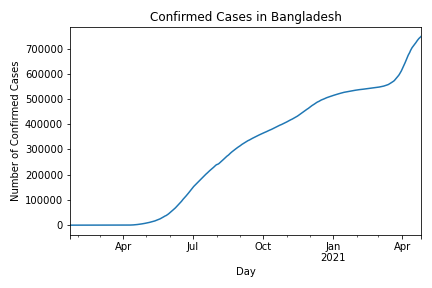 Confirmed Cases in Bangladesh
Number of Confirmed Cases
700000
600000
500000
400000
300000
200000
100000
0
Apr Jul Oct Jan Apr
2021
Day